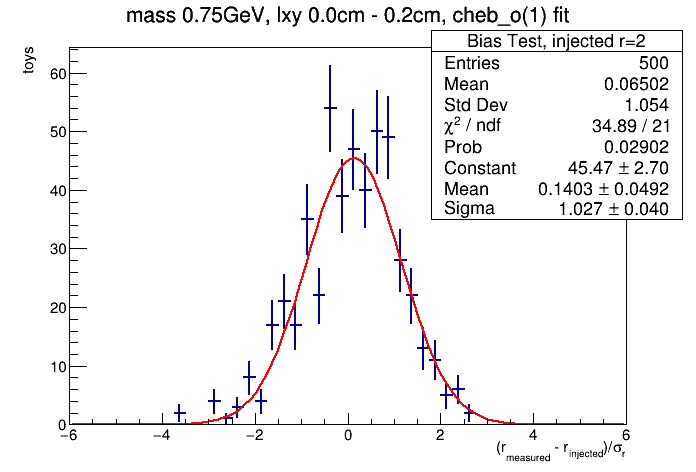 mass 0.75GeV, lxy 0.0cm - 0.2cm, cheb_o(1) fit
Bias Test, injected r=2
Entries 500
Mean 0.06502
Std Dev 1.054
χ² / ndf 34.89 / 21
Prob 0.02902
Constant 45.47 ± 2.70
Mean 0.1403 ± 0.0492
Sigma 1.027 ± 0.040
toys
60
50
40
30
20
10
0
−6 −4 −2 0 2 4 6
(r_measured - r_injected)/σ_r